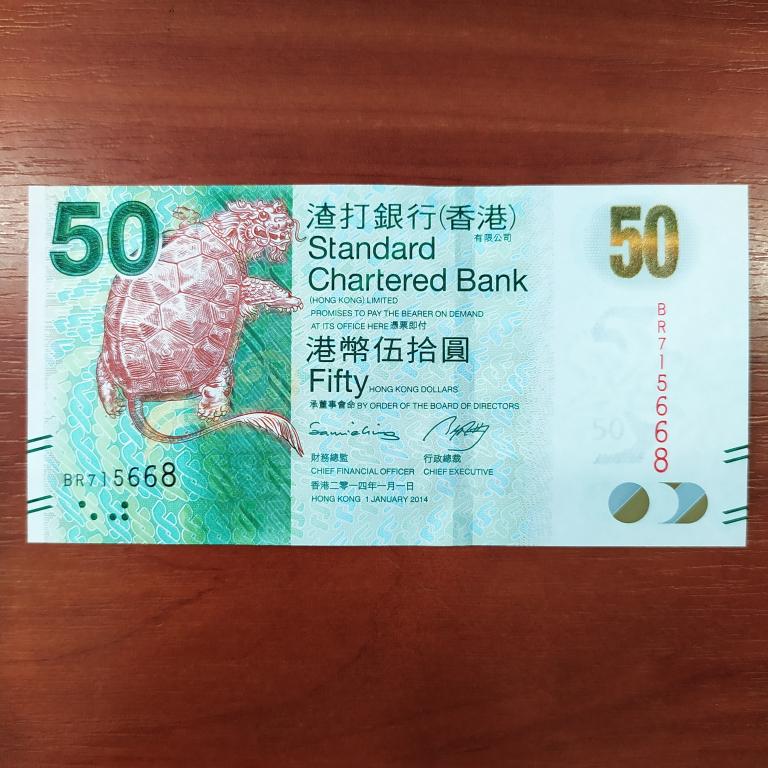 50
渣打銀行(香港)
有限公司
Standard
Chartered Bank
(HONG KONG) LIMITED
PROMISES TO PAY THE BEARER ON DEMAND
AT ITS OFFICE HERE 憑票即付
港幣伍拾圓
Fifty HONG KONG DOLLARS
承董事會命 BY ORDER OF THE BOARD OF DIRECTORS
財務總監 行政總裁
CHIEF FINANCIAL OFFICER CHIEF EXECUTIVE
香港二零一四年一月一日
HONG KONG 1 JANUARY 2014
BR715668
50
BR715668
50